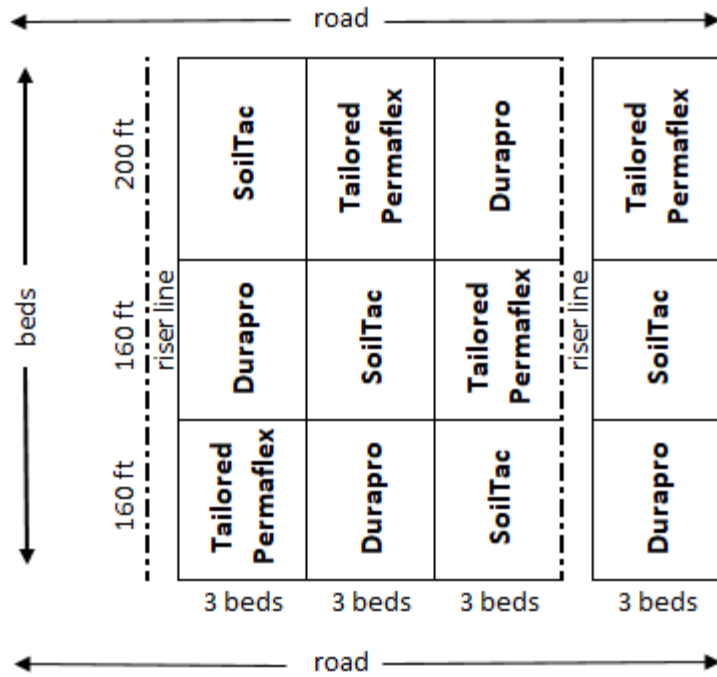 road
beds
200 ft
160 ft
160 ft
riser line
riser line
SoilTac
Tailored
Permaflex
Durapro
Tailored
Permaflex
Durapro
SoilTac
Tailored
Permaflex
SoilTac
Tailored
Permaflex
Durapro
SoilTac
Durapro
3 beds
3 beds
3 beds
3 beds
road